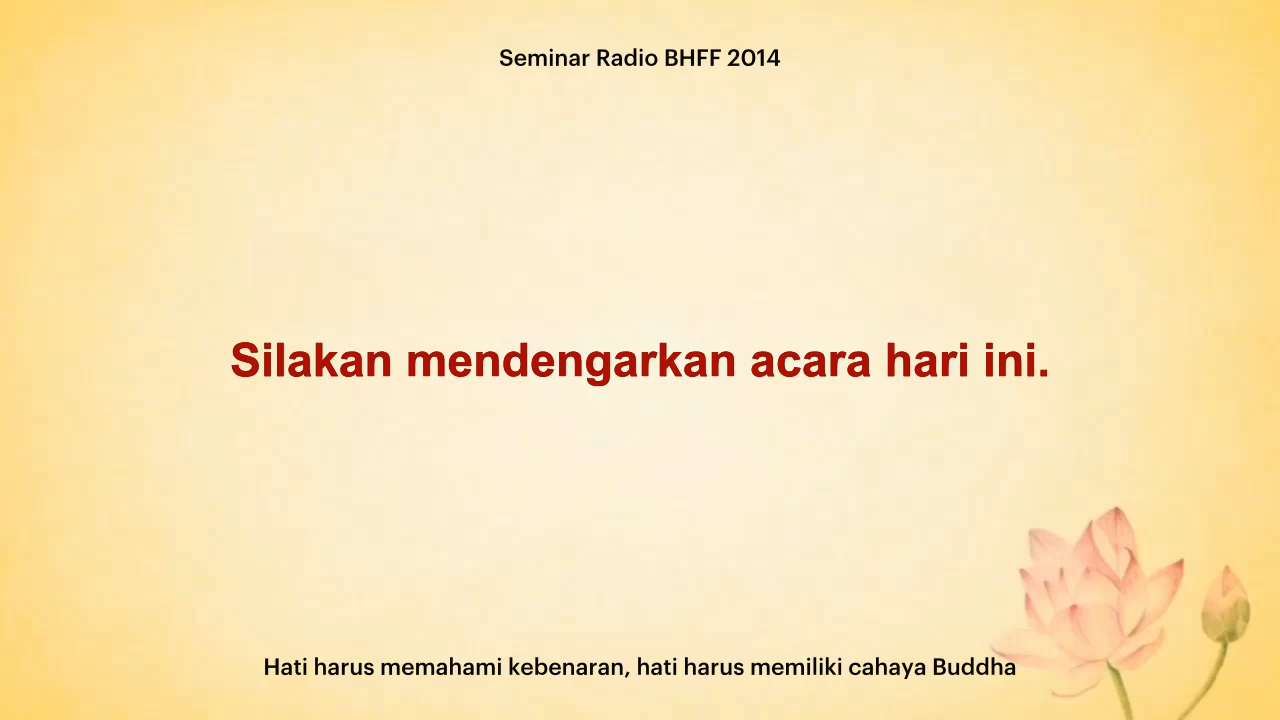 Seminar Radio BHFF 2014
Silakan mendengarkan acara hari ini.
Hati harus memahami kebenaran, hati harus memiliki cahaya Buddha